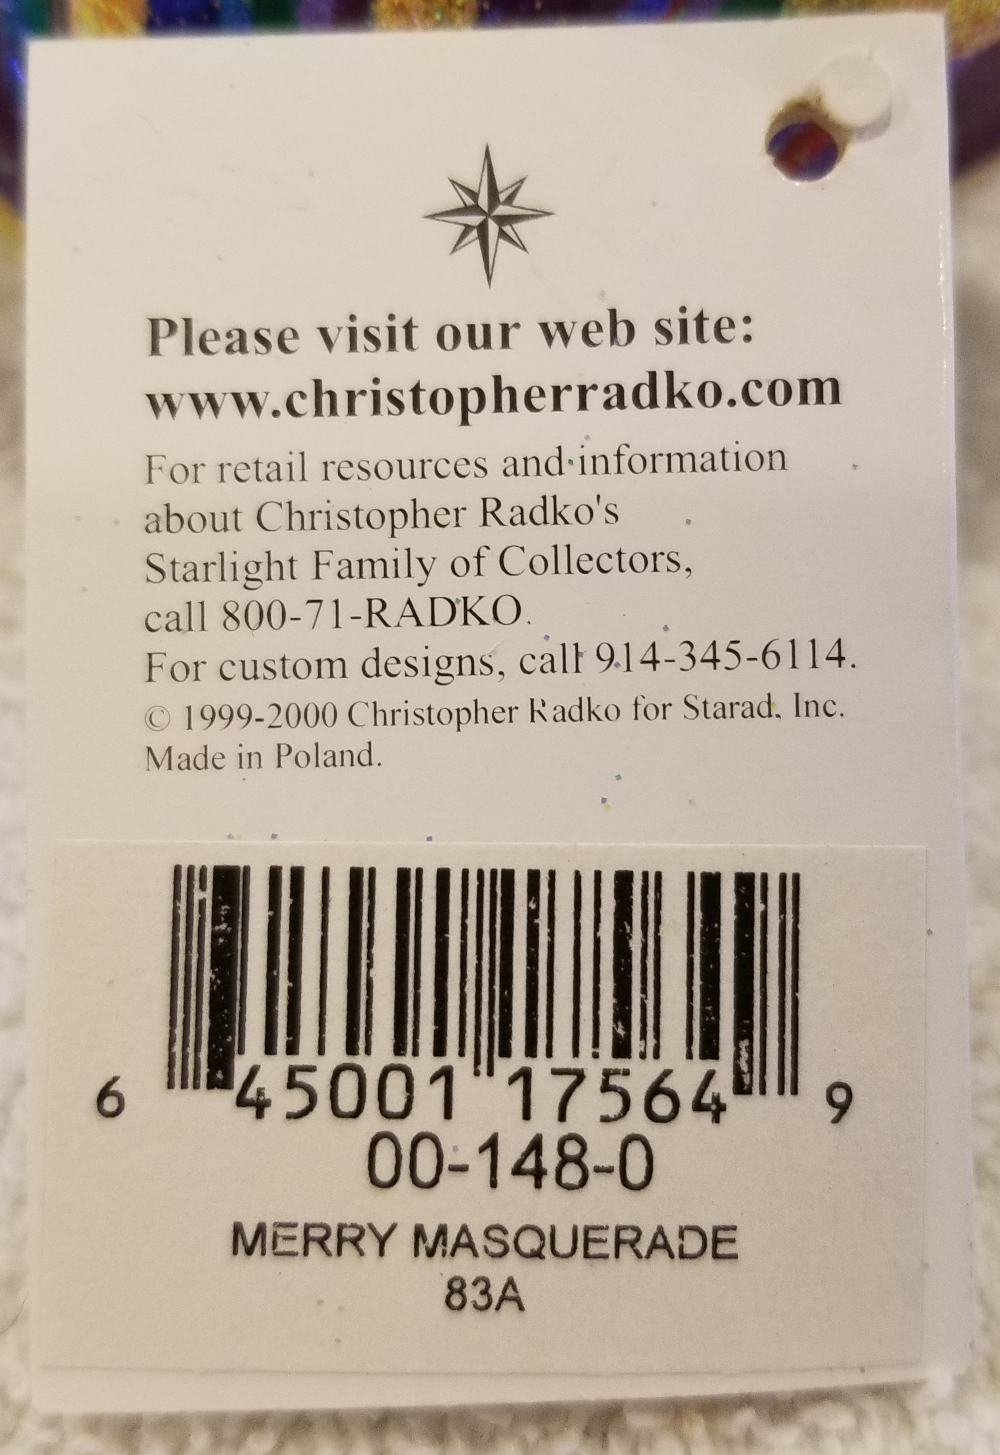 Please visit our web site:
www.christopherradko.com
For retail resources and information
about Christopher Radko's
Starlight Family of Collectors,
call 800-71-RADKO.
For custom designs, call 914-345-6114.
© 1999-2000 Christopher Radko for Starad, Inc.
Made in Poland.
6 45001 17564 9
00-148-0
MERRY MASQUERADE
83A